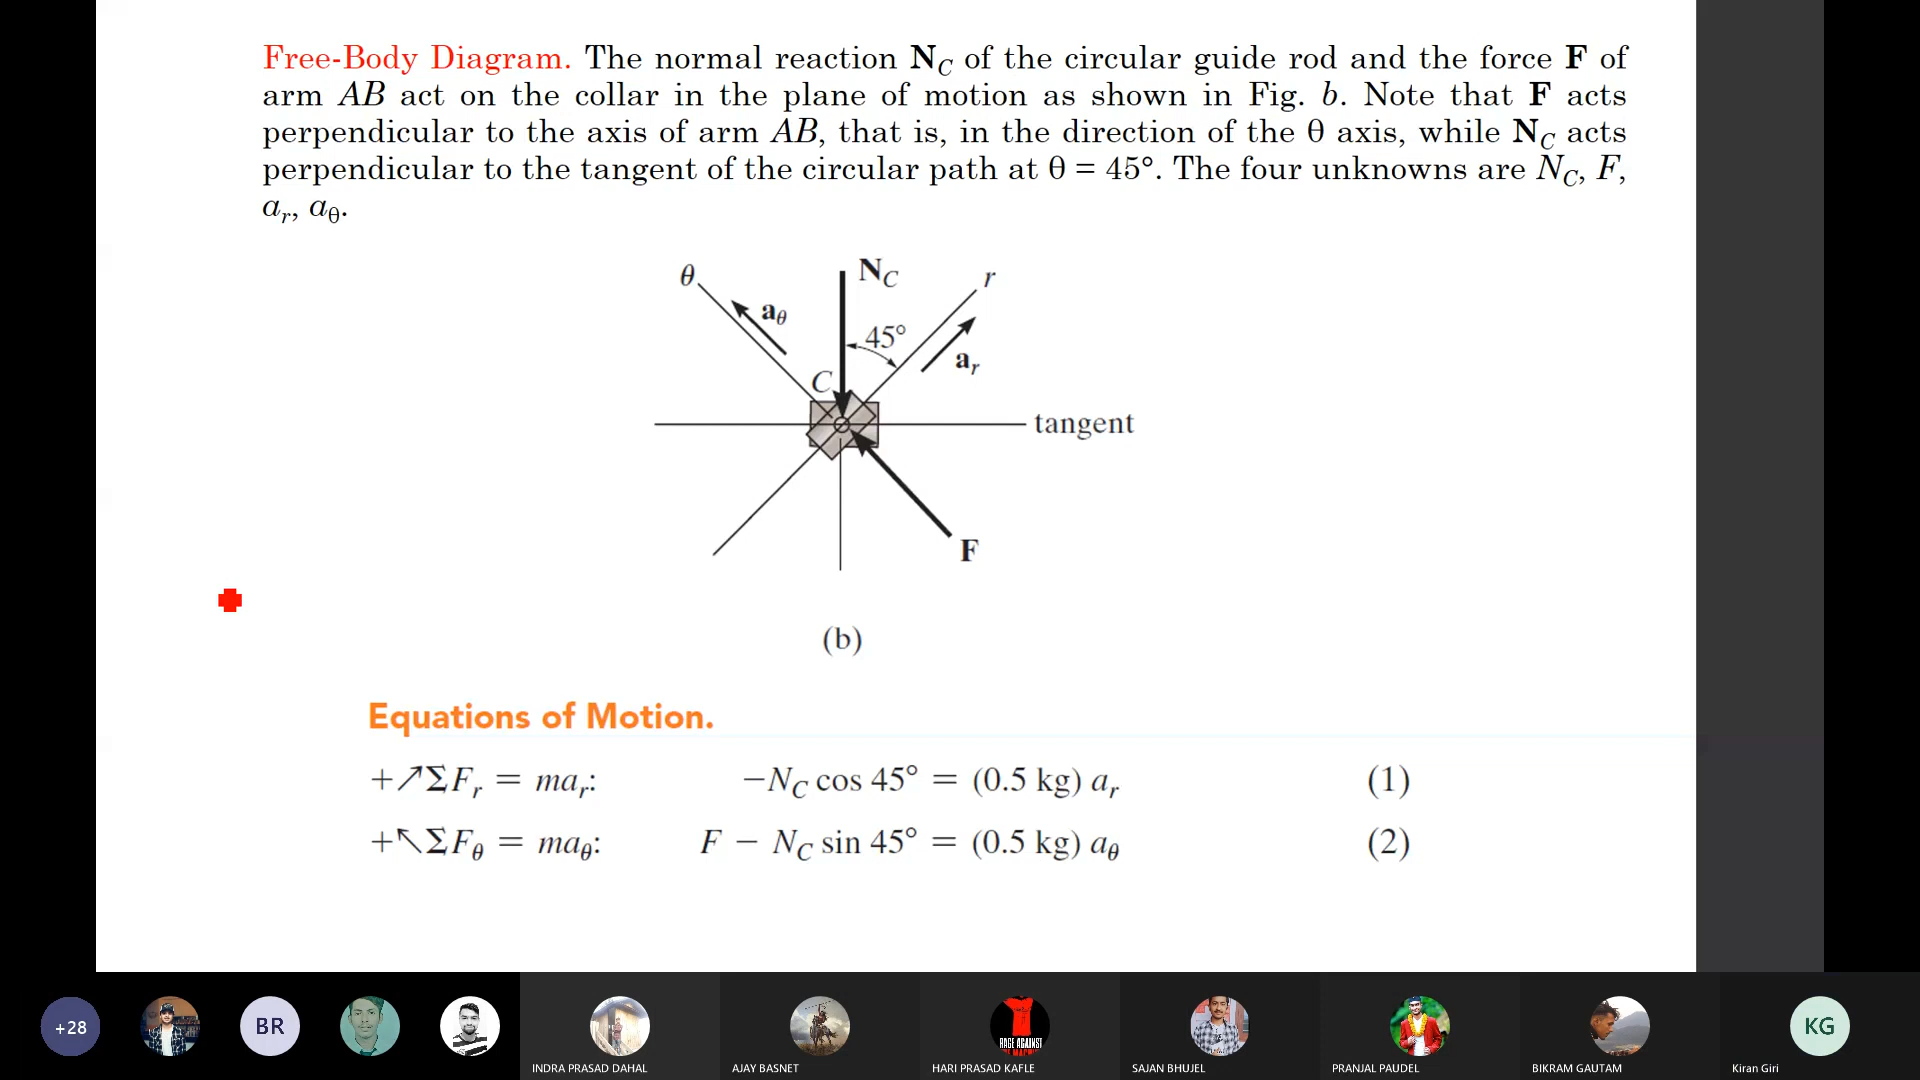 Free-Body Diagram. The normal reaction N_C of the circular guide rod and the force F of
arm AB act on the collar in the plane of motion as shown in Fig. b. Note that F acts
perpendicular to the axis of arm AB, that is, in the direction of the θ axis, while N_C acts
perpendicular to the tangent of the circular path at θ = 45°. The four unknowns are N_C, F,
a_r, a_θ.
θ
N_C
r
a_θ
45°
a_r
C
tangent
F
(b)
Equations of Motion.
+↗ΣF_r = ma_r: −N_C cos 45° = (0.5 kg) a_r (1)
+↖ΣF_θ = ma_θ: F − N_C sin 45° = (0.5 kg) a_θ (2)
+28
BR
RAGE AGAINST
KG
INDRA PRASAD DAHAL
AJAY BASNET
HARI PRASAD KAFLE
SAJAN BHUJEL
PRANJAL PAUDEL
BIKRAM GAUTAM
Kiran Giri